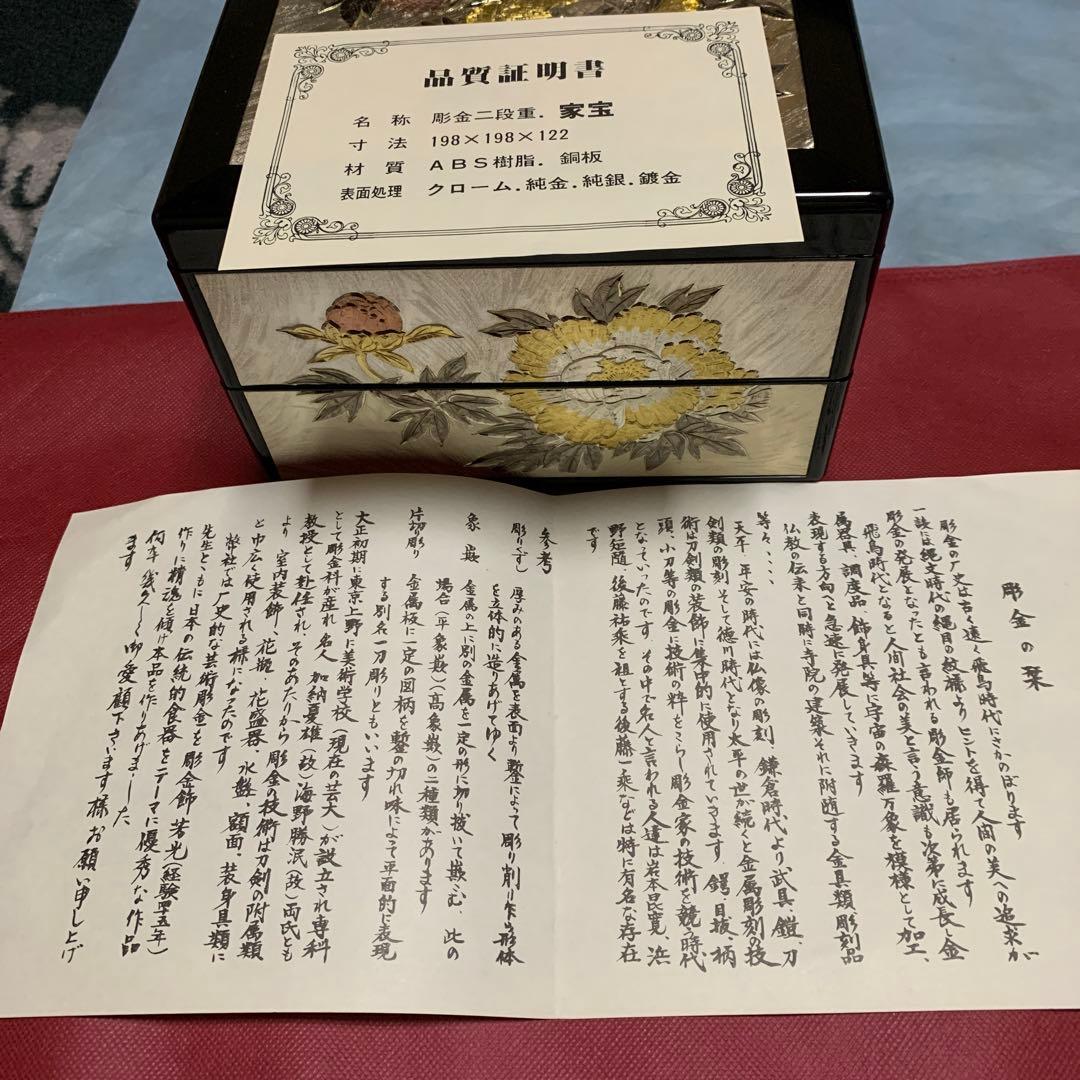 品質証明書
名称 彫金二段重. 家宝
寸法 198×198×122
材質 ABS樹脂. 銅板
表面処理 クローム.純金.純銀.鍍金
彫金の栞
彫金の歴史は古く遠く飛鳥時代にさかのぼります
一説には縄文時代の縄目の紋様よりヒントを得て人間の美への追求が
彫金の発展となったとも言われる彫金師も居られます
飛鳥時代となると人間社会の美と言う意識も次第に成長し金
属器具、調度品、飾身具等に宇宙の森羅万象を模様として加工、
表現する方向へと急速に発展していきます
仏教の伝来と同時に寺院の建築それに附随する金具類、彫刻品
等々、、、
天平、平安の時代には仏像の彫刻、鎌倉時代より武具、鎧、刀
剣類の彫刻そして徳川時代となり太平の世が続くと金属彫刻の技
術は刀剣類の装飾に集中的に使用されていきます 鍔、目抜、柄
頭、小刀等の彫金に技術の粋をこらし彫金家の技術を競う時代
となっていったのです その中で名人と言われる人達は岩本昆寛、浜
野矩随 後藤祐乗を祖とする後藤一乗などは特に有名な存在
です
参考
彫りくずし 厚みのある金属を表面より鏨によって彫り削り作ら形体
を立体的に造りあげてゆく
象嵌 金属の上に別の金属を一定の形に切り抜いて嵌こむ、此の
場合(平象嵌)(高象嵌)の二種類があります
片切り彫り 金属板に一定の図柄を鏨の切れ味によって平面的に表現
する別名一刀彫りともいいます
大正初期に東京上野に美術学校(現在の芸大)が設立され専科
として彫金科が産れ 名人 加納夏雄(故)海野勝珉(故)両氏とも
教授として赴任され、そのあたりから 彫金の技術は刀剣の附属類
より 室内装飾、花瓶、花盛器、水盤、額面、装身具類に
と巾広く使用される様になったのです
弊社では歴史的な芸術彫金を 彫金師 芳光(経験四十五年)
先生とともに日本の伝統的食器をテーマに優秀な作品
作りに精魂を傾け本品を作りあげました
何卒 幾久しく御愛顧下さいます様お願い申し上げ
ます